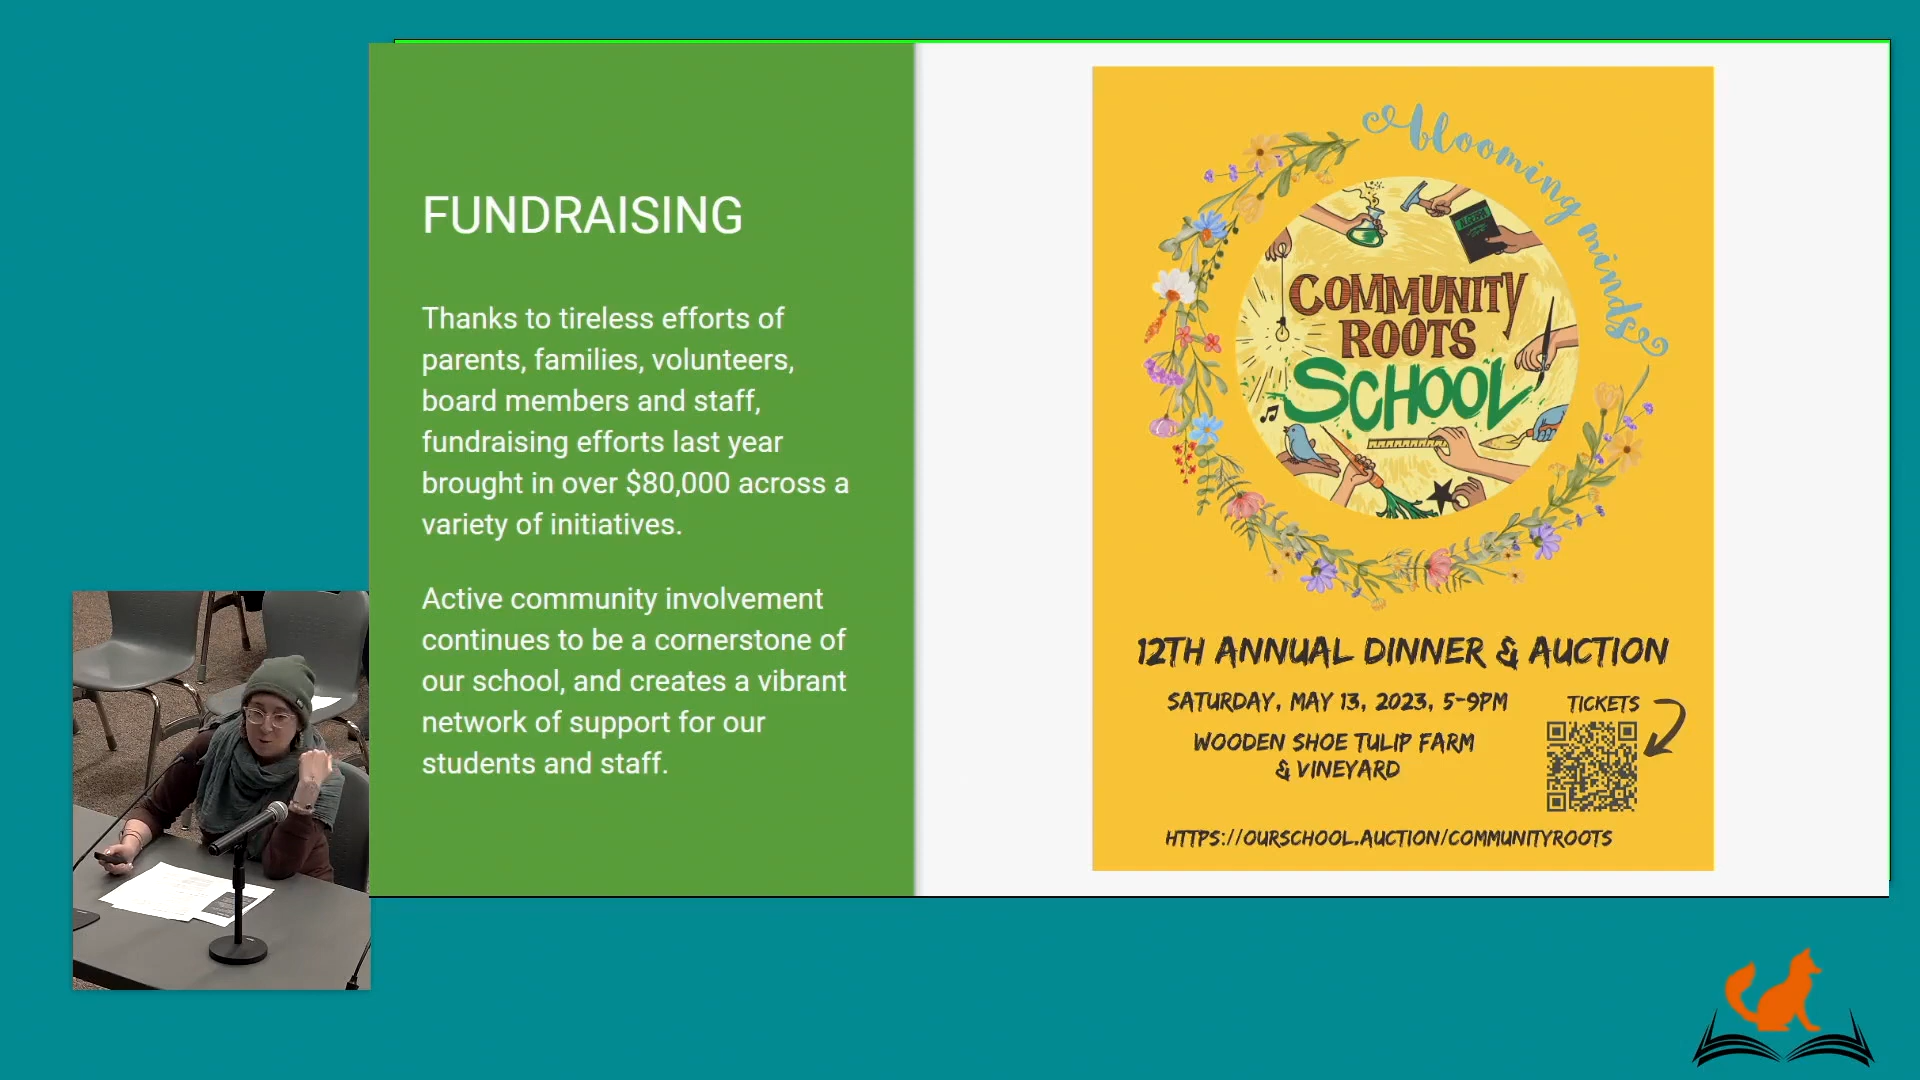 FUNDRAISING
Thanks to tireless efforts of
parents, families, volunteers,
board members and staff,
fundraising efforts last year
brought in over $80,000 across a
variety of initiatives.
Active community involvement
continues to be a cornerstone of
our school, and creates a vibrant
network of support for our
students and staff.
blooming minds
ALGEBRA
COMMUNITY
ROOTS
SCHOOL
12TH ANNUAL DINNER & AUCTION
SATURDAY, MAY 13, 2023, 5-9PM
TICKETS
WOODEN SHOE TULIP FARM
& VINEYARD
HTTPS://OURSCHOOL.AUCTION/COMMUNITYROOTS